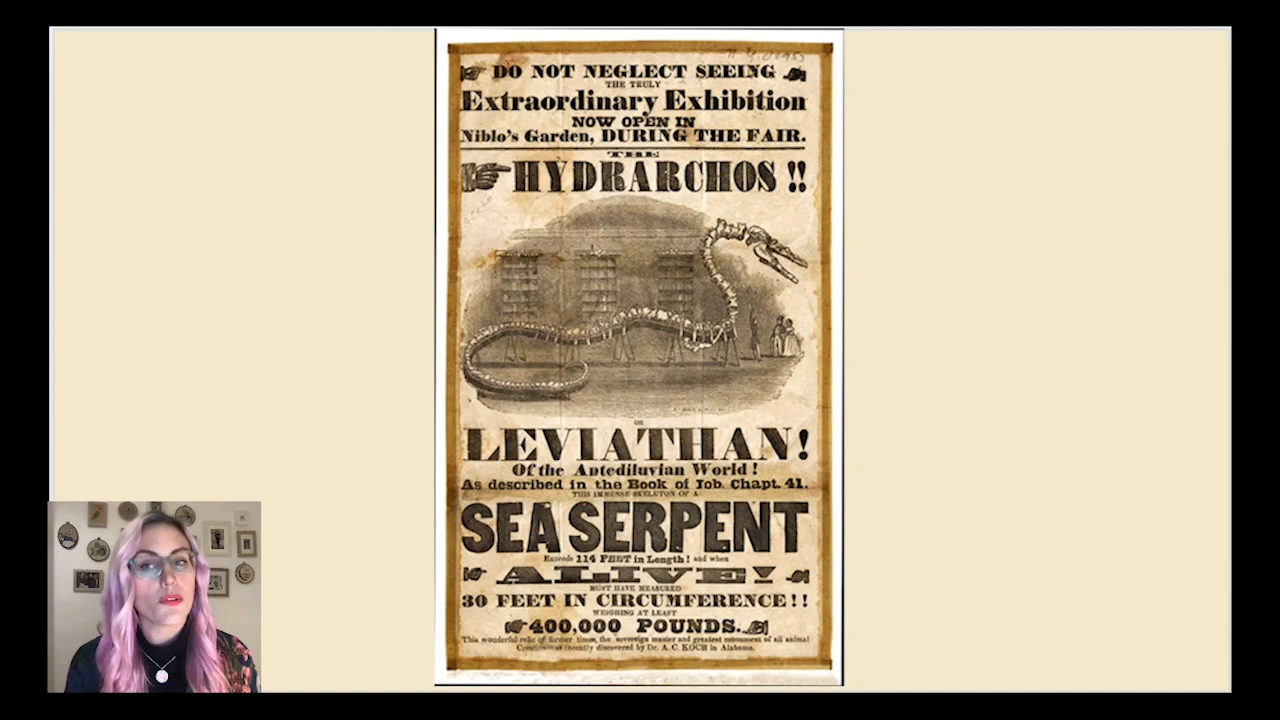 DO NOT NEGLECT SEEING
THE TRULY
Extraordinary Exhibition
NOW OPEN IN
Niblo's Garden, DURING THE FAIR.
THE
HYDRARCHOS !!
OR
LEVIATHAN!
Of the Antediluvian World!
As described in the Book of Job, Chapt. 41.
THIS IMMENSE SKELETON OF A
SEA SERPENT
Exceeds 114 FEET in Length! and when
ALIVE!
MUST HAVE MEASURED
30 FEET IN CIRCUMFERENCE!!
WEIGHING AT LEAST
400,000 POUNDS.
This wonderful relic of former times, the sovereign master and greatest monument of all animal
Creation was recently discovered by Dr. A. C. KOCH in Alabama.